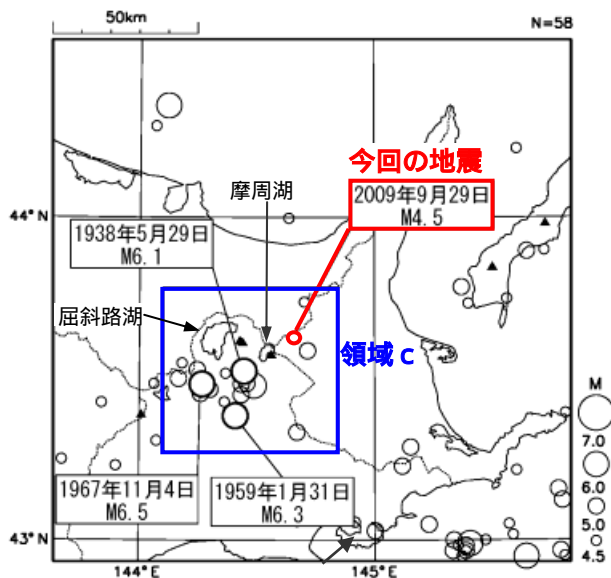 50km
N=58
今回の地震
2009年9月29日
M4.5
摩周湖
44°N
1938年5月29日
M6.1
屈斜路湖
領域 c
M
7.0
6.0
5.0
4.5
1967年11月4日
M6.5
1959年1月31日
M6.3
43°N
144°E
145°E